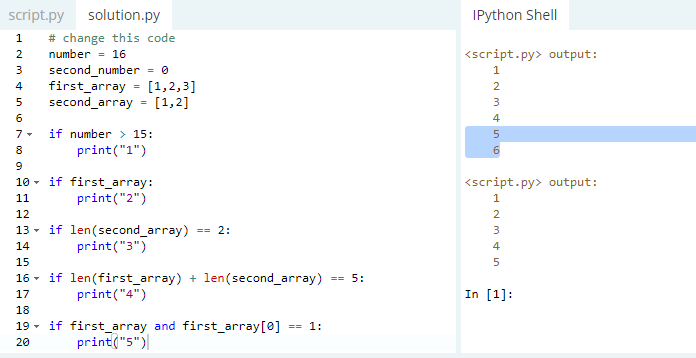 script.py solution.py
1 # change this code
2 number = 16
3 second_number = 0
4 first_array = [1,2,3]
5 second_array = [1,2]
6
7 if number > 15:
8     print("1")
9
10 if first_array:
11     print("2")
12
13 if len(second_array) == 2:
14     print("3")
15
16 if len(first_array) + len(second_array) == 5:
17     print("4")
18
19 if first_array and first_array[0] == 1:
20     print("5")
IPython Shell
<script.py> output:
1
2
3
4
5
6
<script.py> output:
1
2
3
4
5
In [1]: